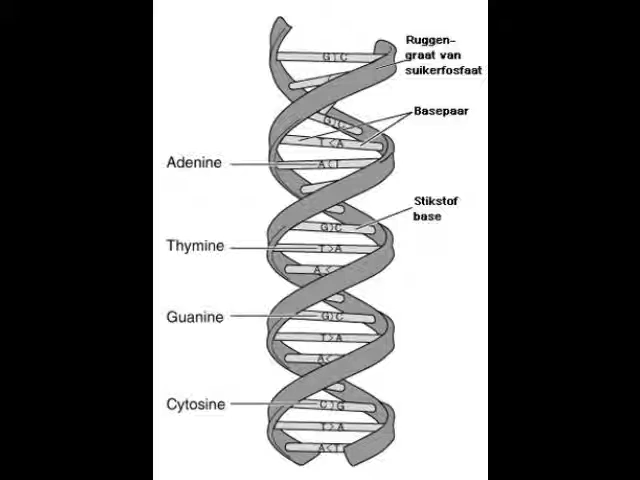 Ruggen-
graat van
suikerfosfaat
G C
G C
Basepaar
T < A
Adenine
A < T
Stikstof
base
G C
Thymine
T > A
A <
Guanine
G C
T > A
A <
Cytosine
C G
T > A
A < T